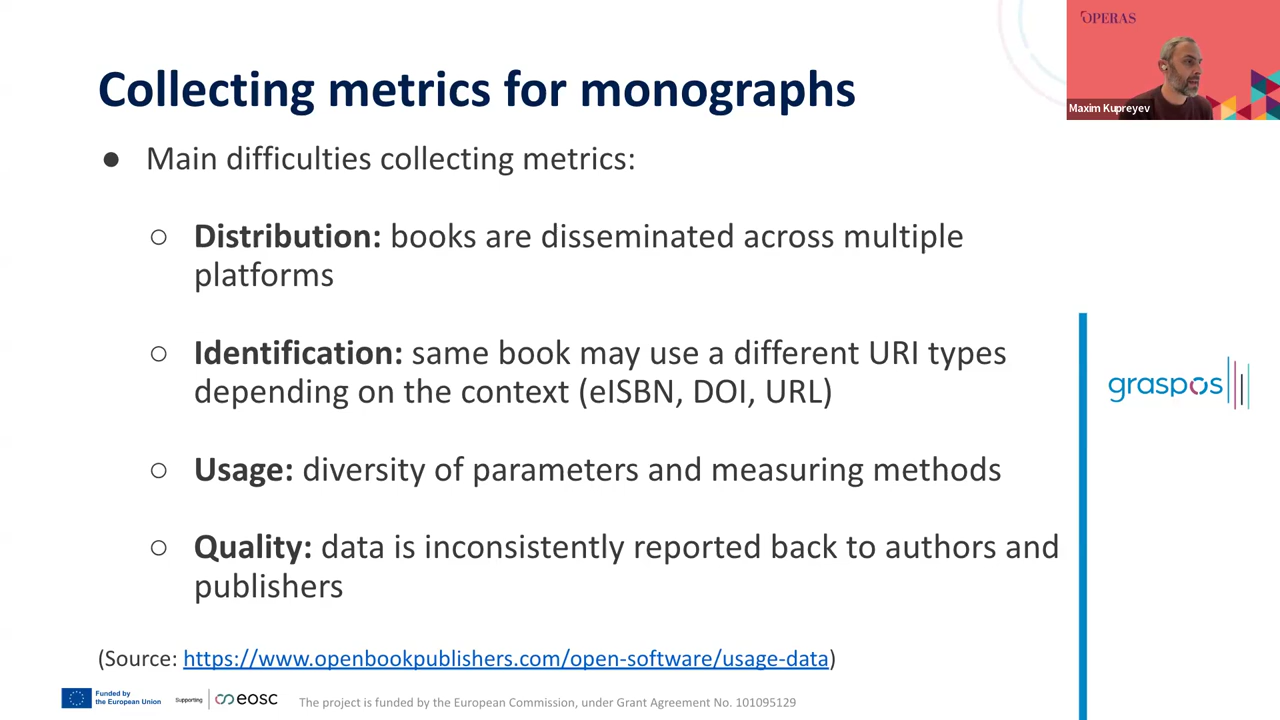 OPERAS
Maxim Kupreyev
Collecting metrics for monographs
● Main difficulties collecting metrics:
○ Distribution: books are disseminated across multiple
platforms
○ Identification: same book may use a different URI types
depending on the context (eISBN, DOI, URL)
○ Usage: diversity of parameters and measuring methods
○ Quality: data is inconsistently reported back to authors and
publishers
graspos
(Source: https://www.openbookpublishers.com/open-software/usage-data)
Funded by
the European Union
Supporting
eosc
The project is funded by the European Commission, under Grant Agreement No. 101095129